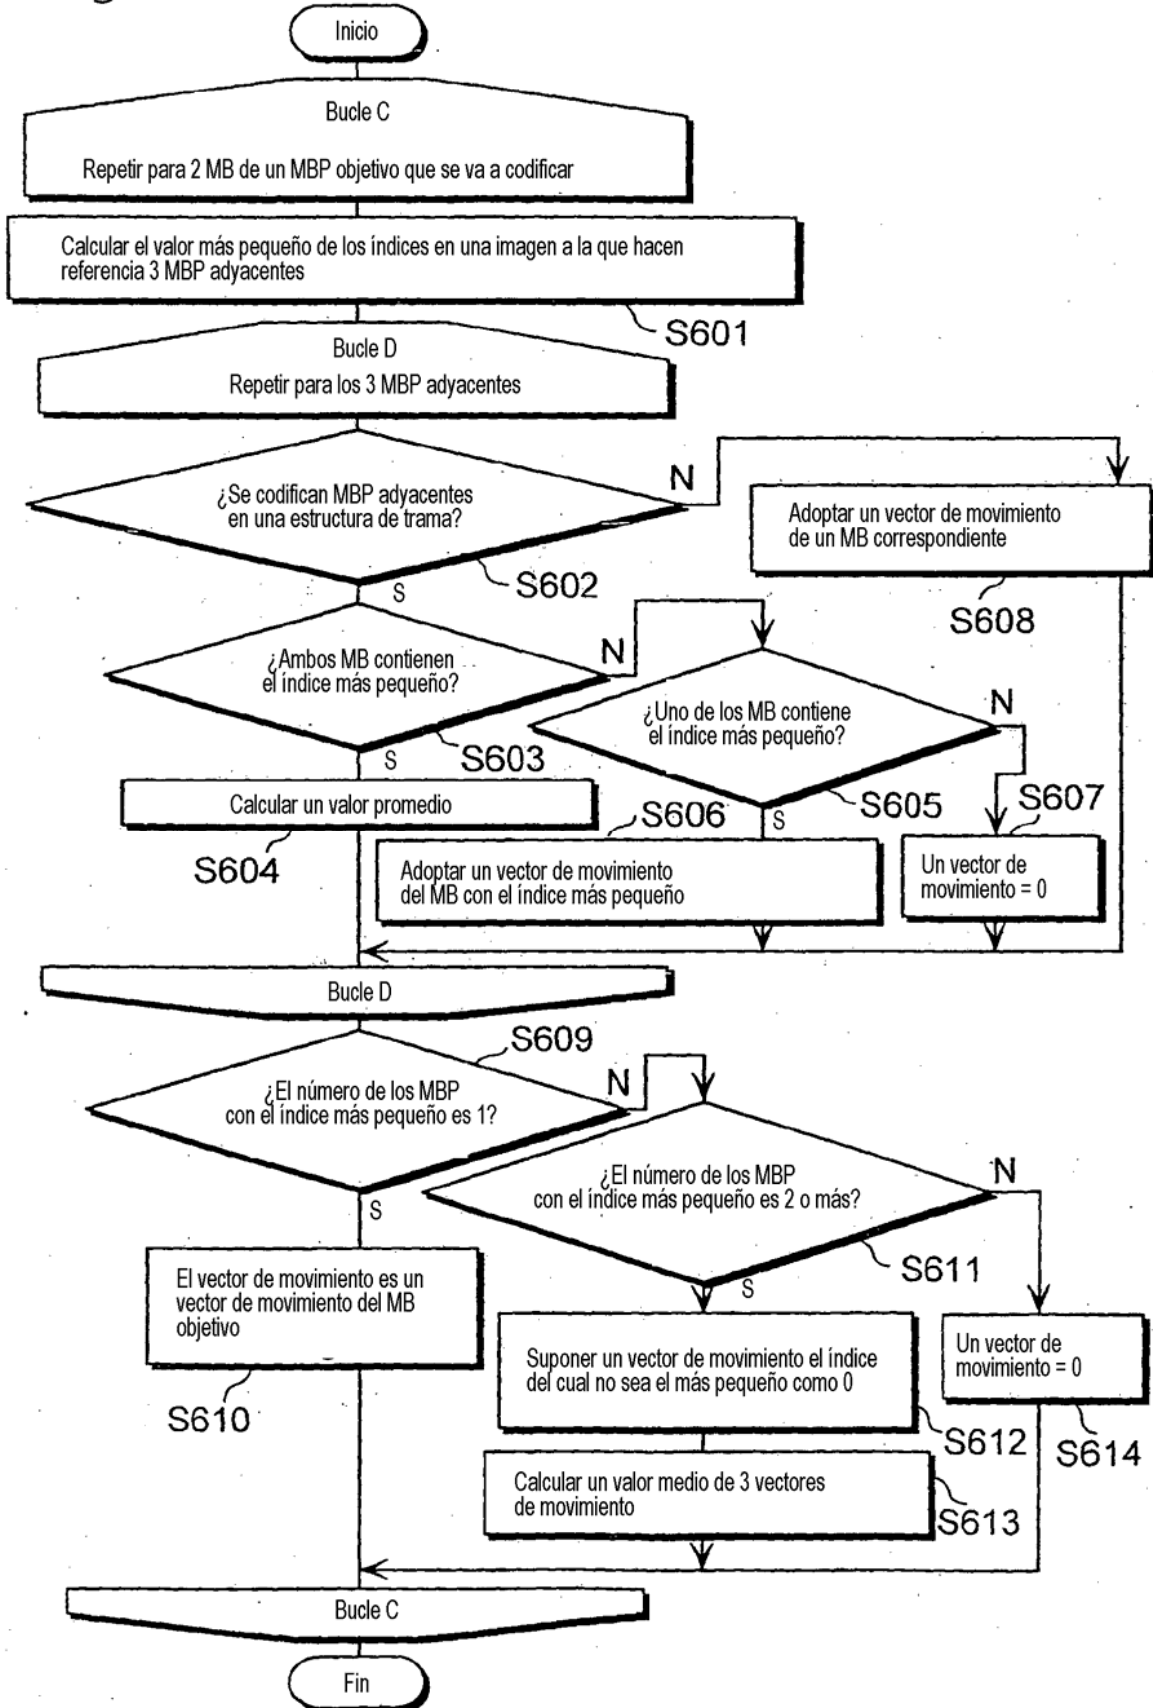 Inicio
Bucle C
Repetir para 2 MB de un MBP objetivo que se va a codificar
Calcular el valor más pequeño de los índices en una imagen a la que hacen
referencia 3 MBP adyacentes
S601
Bucle D
Repetir para los 3 MBP adyacentes
¿Se codifican MBP adyacentes
en una estructura de trama?
N
S602
S
Adoptar un vector de movimiento
de un MB correspondiente
S608
¿Ambos MB contienen
el índice más pequeño?
N
S603
S
¿Uno de los MB contiene
el índice más pequeño?
N
S605
S
Calcular un valor promedio
S604
S606
Adoptar un vector de movimiento
del MB con el índice más pequeño
S607
Un vector de
movimiento = 0
Bucle D
S609
¿El número de los MBP
con el índice más pequeño es 1?
N
S
¿El número de los MBP
con el índice más pequeño es 2 o más?
N
S611
S
El vector de movimiento es un
vector de movimiento del MB
objetivo
S610
Suponer un vector de movimiento el índice
del cual no sea el más pequeño como 0
S612
Un vector de
movimiento = 0
S614
Calcular un valor medio de 3 vectores
de movimiento
S613
Bucle C
Fin